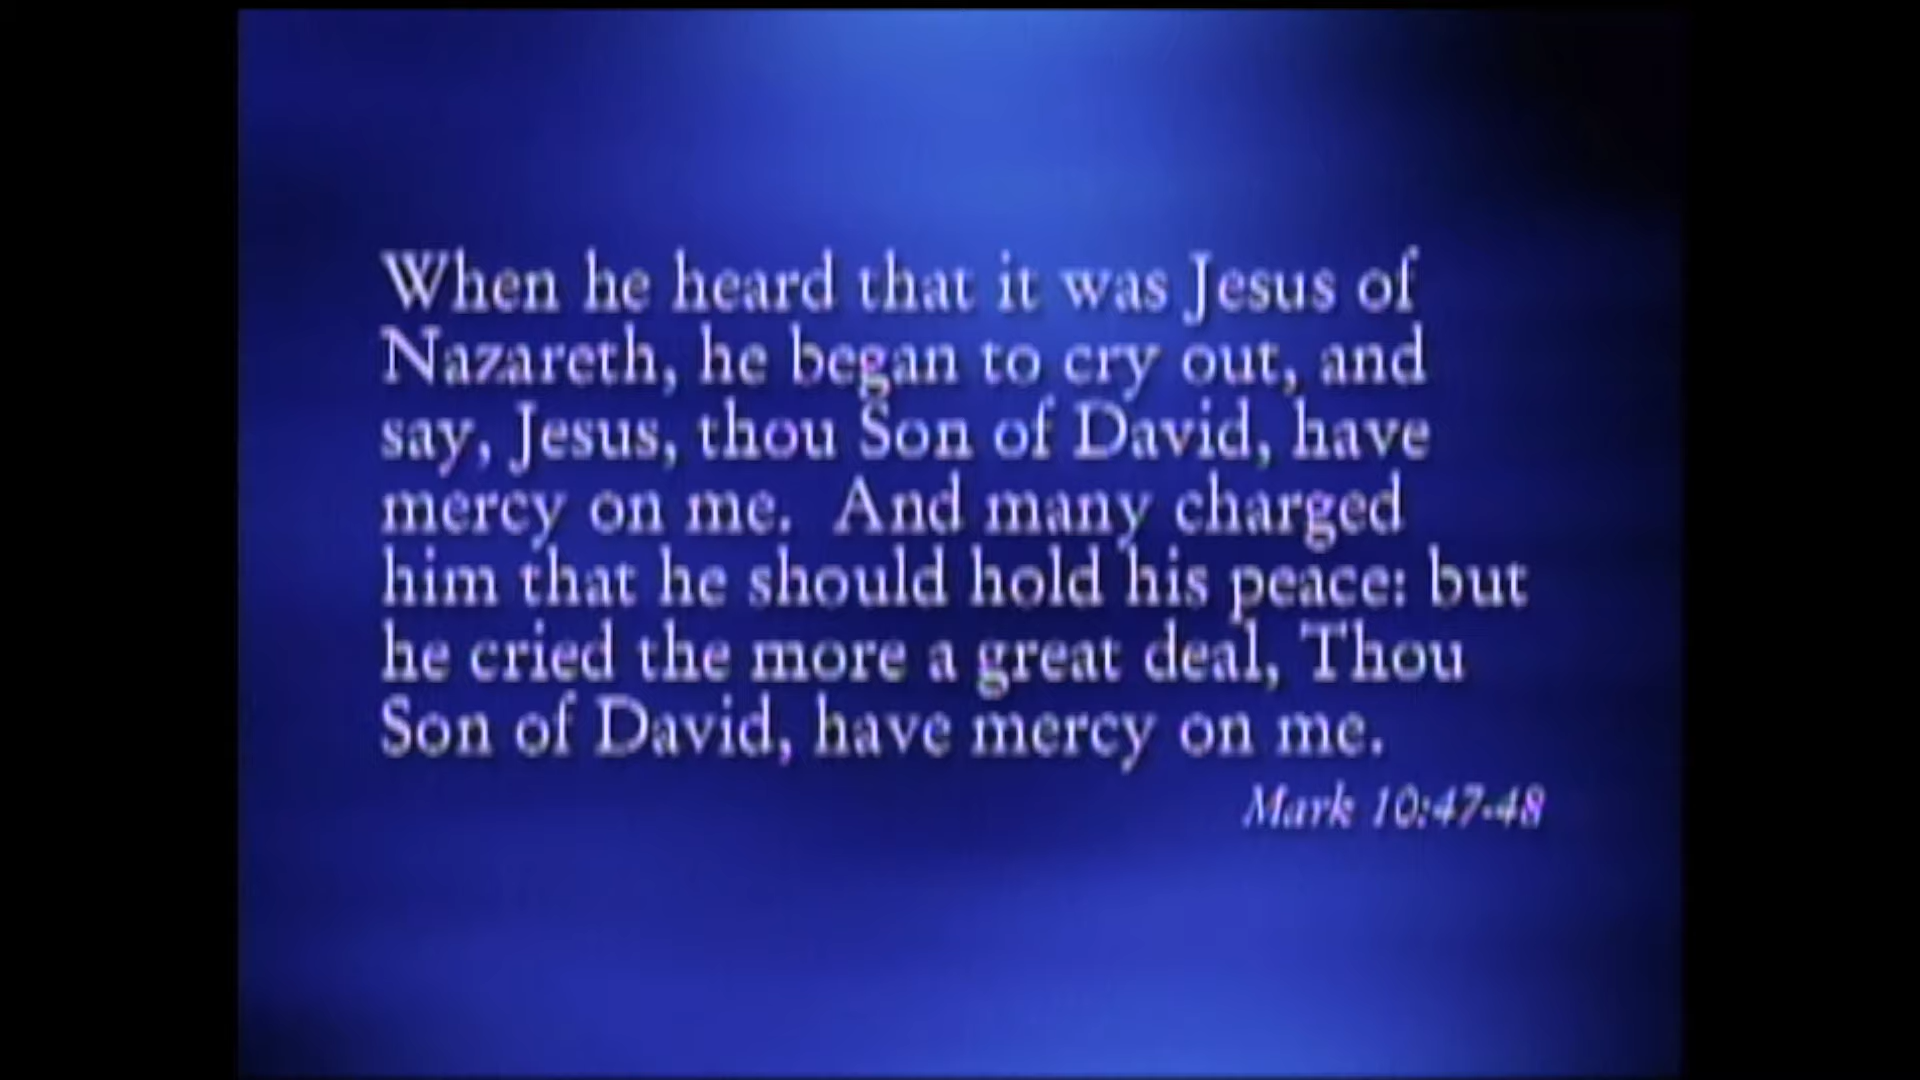 When he heard that it was Jesus of
Nazareth, he began to cry out, and
say, Jesus, thou Son of David, have
mercy on me.  And many charged
him that he should hold his peace: but
he cried the more a great deal, Thou
Son of David, have mercy on me.
Mark 10:47-48